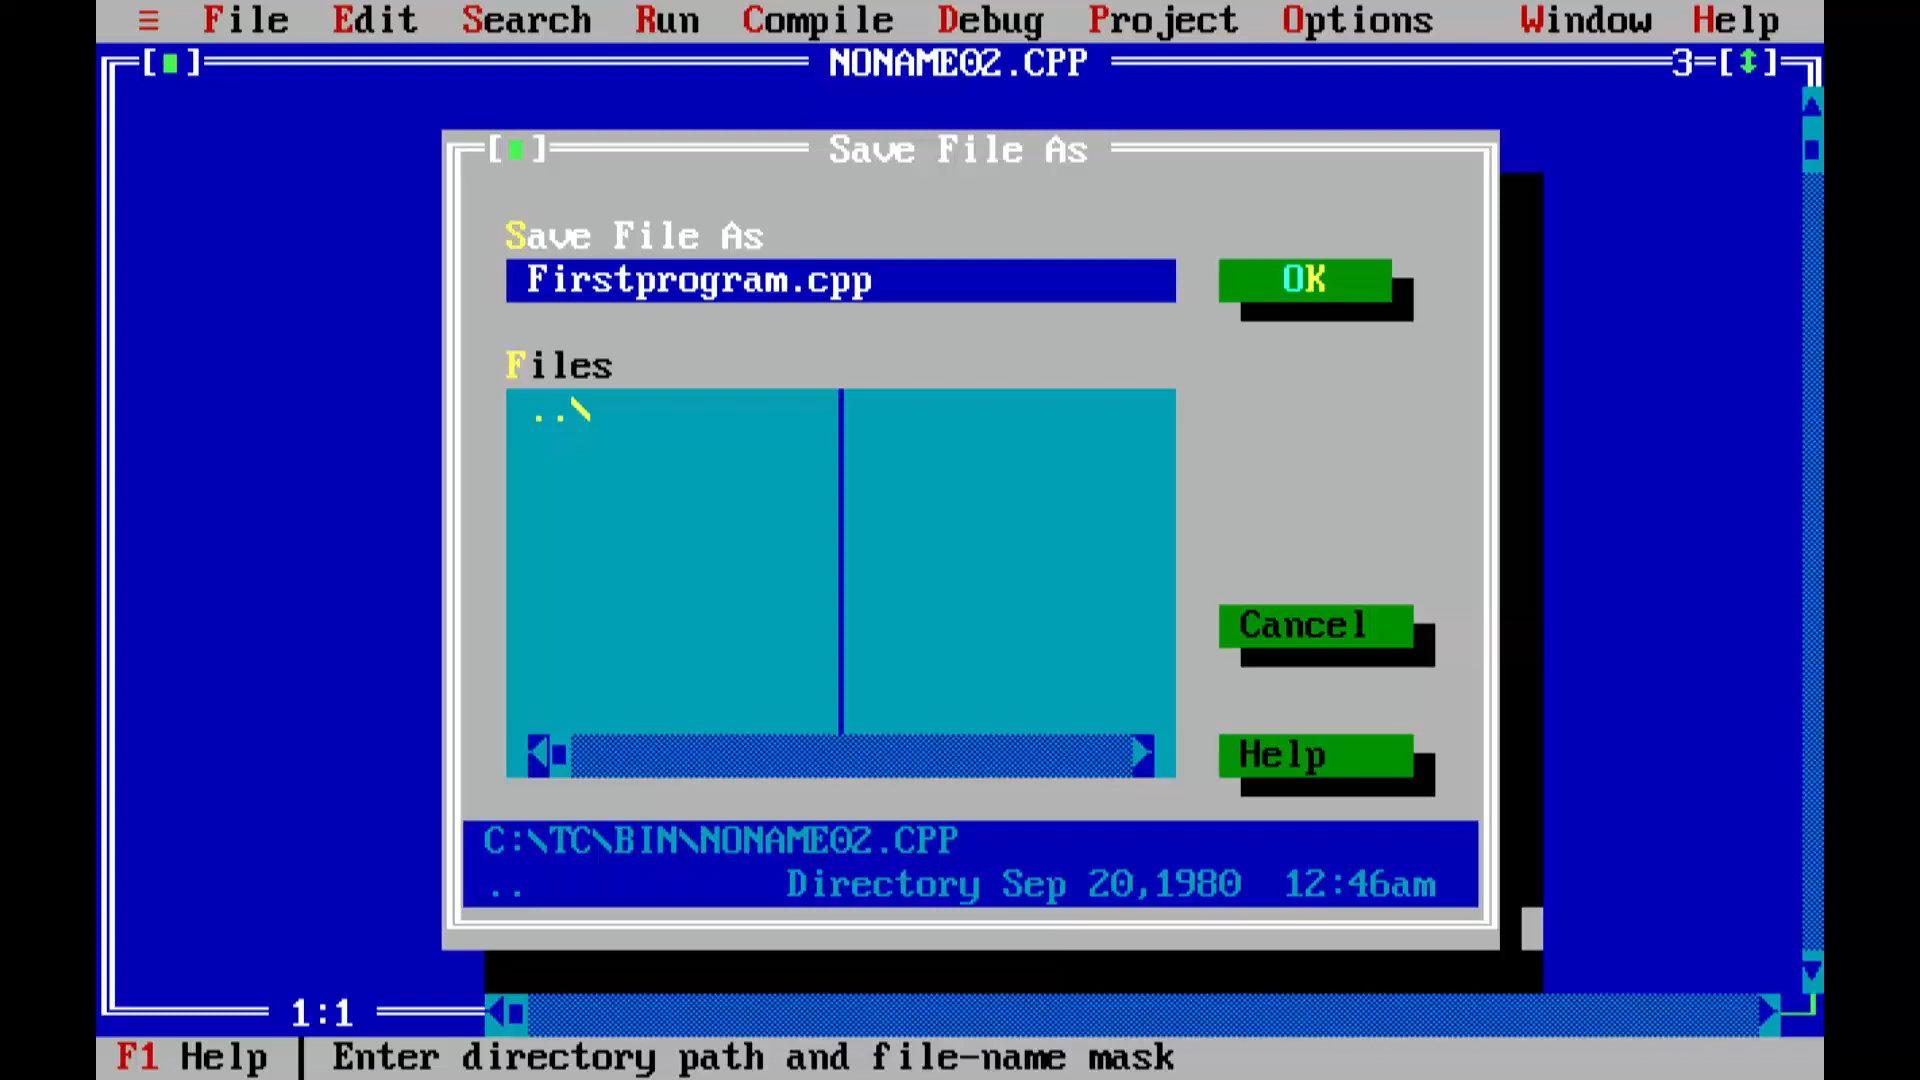 ≡ File Edit Search Run Compile Debug Project Options Window Help
[■] NONAME02.CPP 3=[↕]
[■] Save File As
Save File As
Firstprogram.cpp OK
Files
..\
Cancel
Help
C:\TC\BIN\NONAME02.CPP
.. Directory Sep 20,1980 12:46am
1:1
F1 Help | Enter directory path and file-name mask